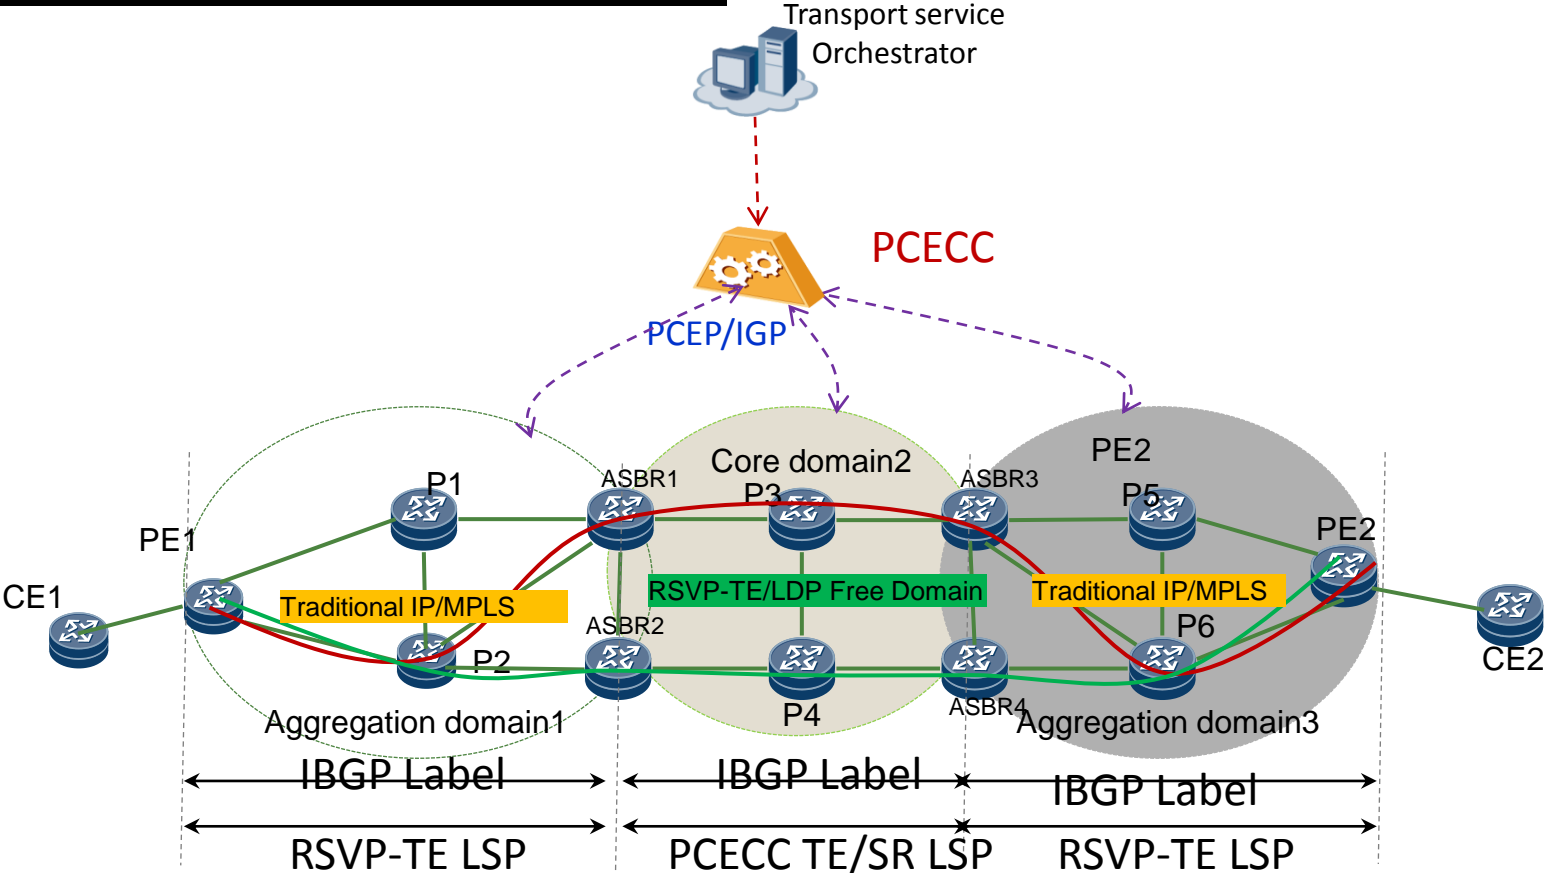 Transport service
Orchestrator
PCECC
PCEP/IGP
Core domain2
PE2
P1
ASBR1
P3
ASBR3
P5
PE1
PE2
CE1
Traditional IP/MPLS
RSVP-TE/LDP Free Domain
Traditional IP/MPLS
ASBR2
P6
P2
CE2
P4
ASBR4
Aggregation domain1
Aggregation domain3
IBGP Label
IBGP Label
IBGP Label
RSVP-TE LSP
PCECC TE/SR LSP
RSVP-TE LSP